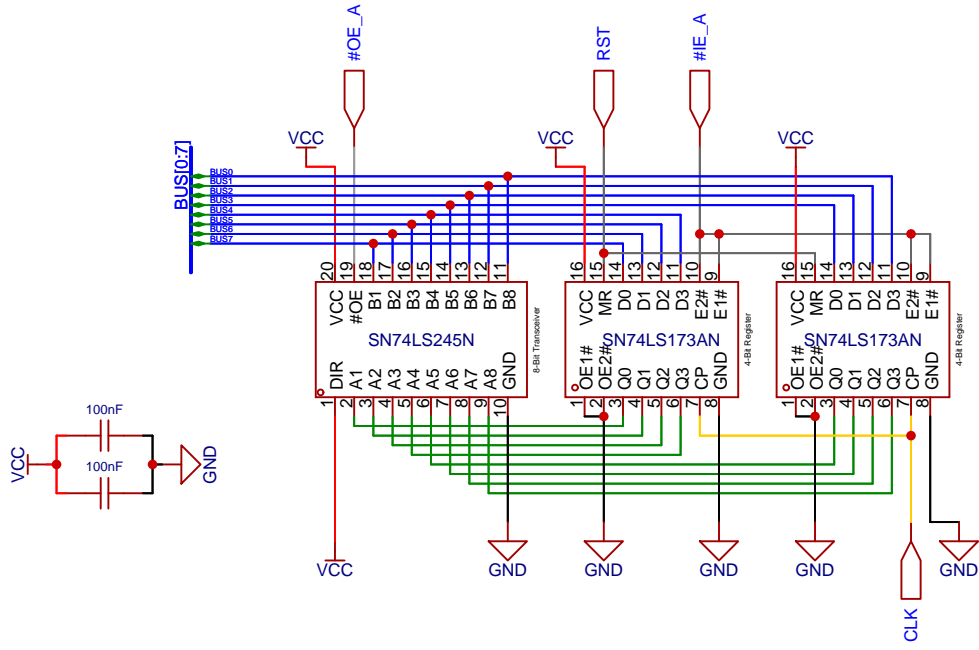 #OE_A
RST
#IE_A
VCC
VCC
VCC
BUS[0:7]
BUS0
BUS1
BUS2
BUS3
BUS4
BUS5
BUS6
BUS7
20 19 18 17 16 15 14 13 12 11
VCC #OE B1 B2 B3 B4 B5 B6 B7 B8
SN74LS245N
8-Bit Transceiver
DIR A1 A2 A3 A4 A5 A6 A7 A8 GND
1 2 3 4 5 6 7 8 9 10
16 15 14 13 12 11 10 9
VCC MR D0 D1 D2 D3 E2# E1#
SN74LS173AN
4-Bit Register
OE1# OE2# Q0 Q1 Q2 Q3 CP GND
1 2 3 4 5 6 7 8
16 15 14 13 12 11 10 9
VCC MR D0 D1 D2 D3 E2# E1#
SN74LS173AN
4-Bit Register
OE1# OE2# Q0 Q1 Q2 Q3 CP GND
1 2 3 4 5 6 7 8
100nF
VCC
100nF
GND
VCC
GND
GND
GND
GND
GND
CLK